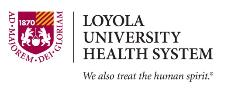 AD·MAJOREM·DEI·GLORIAM
1870
LOYOLA
UNIVERSITY
HEALTH SYSTEM
We also treat the human spirit.®